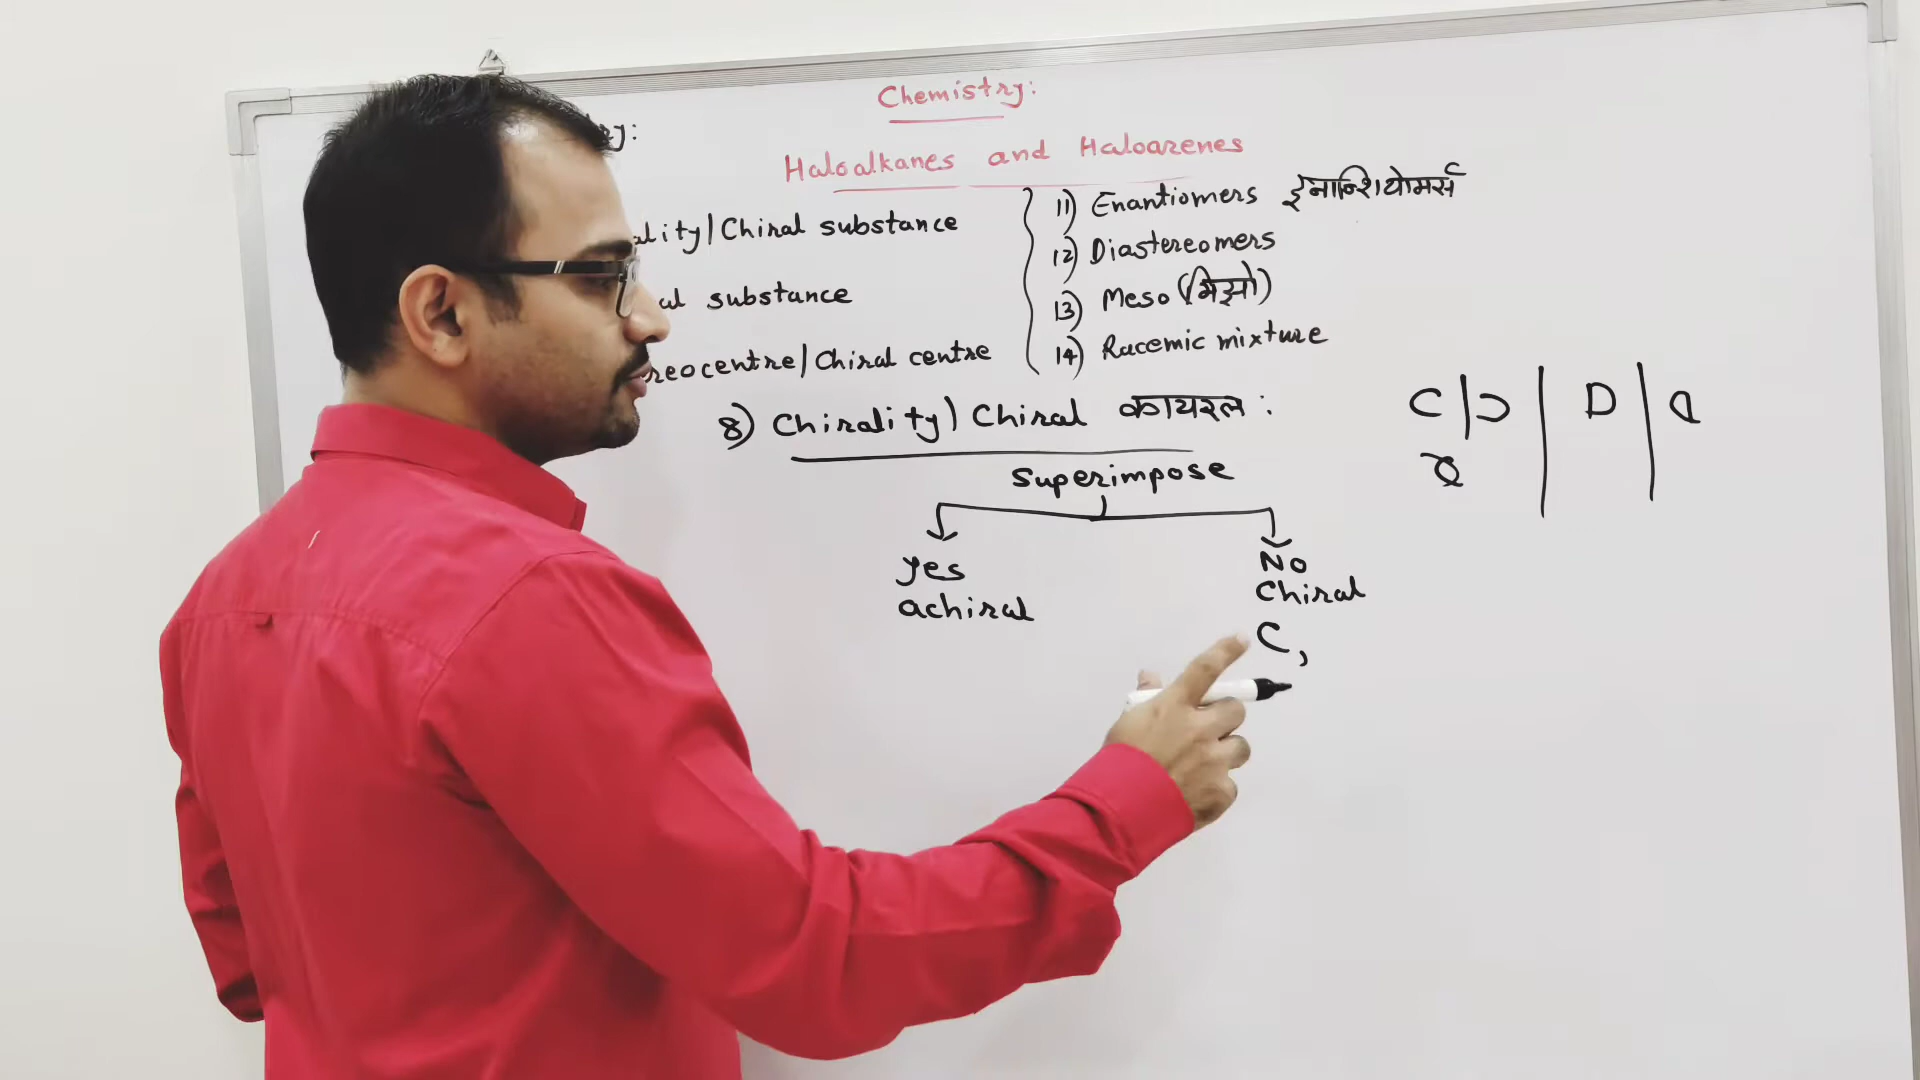 Chemistry:
Haloalkanes and Haloarenes
/Chiral substance
substance
/Chiral centre
11) Enantiomers इनान्शियोमर्स
12) Diastereomers
13) Meso (मिझो)
14) Racemic mixture
8) Chirality) Chiral कायरल :
Superimpose
yes
achiral
No
Chiral
C,
C | Ɔ | D |